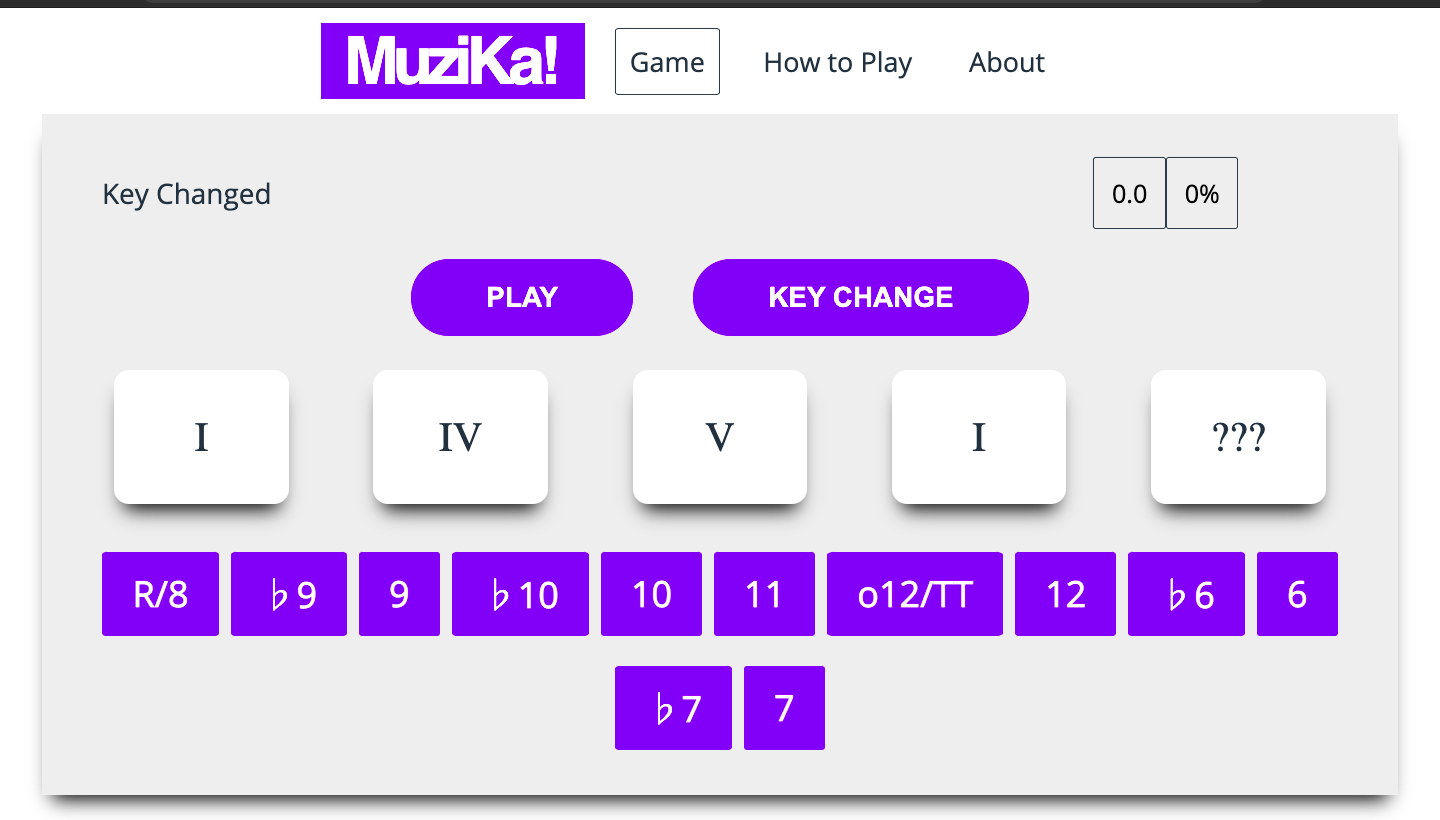 MuziKa! Game How to Play About
Key Changed 0.0 0%
PLAY KEY CHANGE
I IV V I ???
R/8 ♭9 9 ♭10 10 11 o12/TT 12 ♭6 6
♭7 7